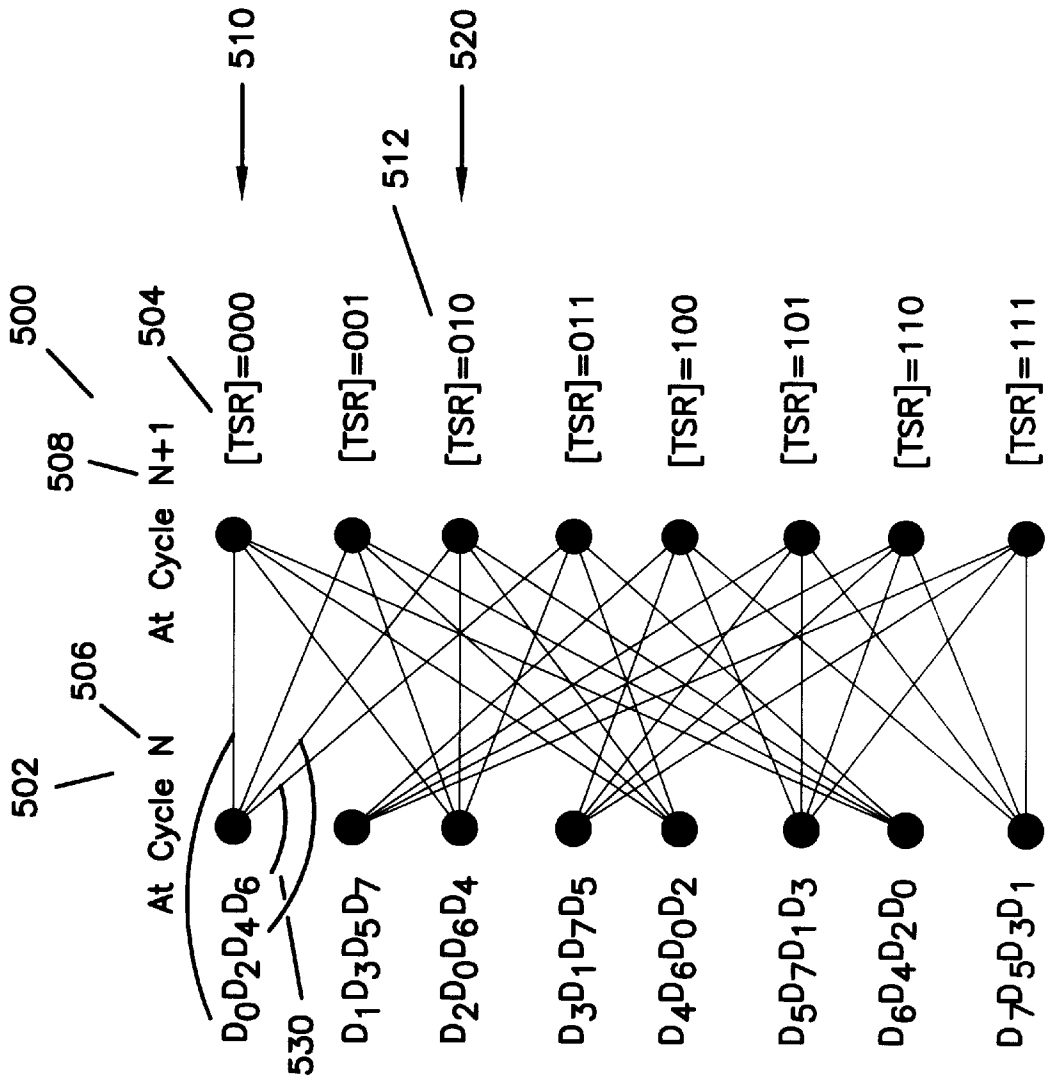 500
502
506
508
504
At Cycle N
At Cycle N+1
D0D2D4D6
[TSR]=000
510
530
D1D3D5D7
[TSR]=001
512
D2D0D6D4
[TSR]=010
520
D3D1D7D5
[TSR]=011
D4D6D0D2
[TSR]=100
D5D7D1D3
[TSR]=101
D6D4D2D0
[TSR]=110
D7D5D3D1
[TSR]=111